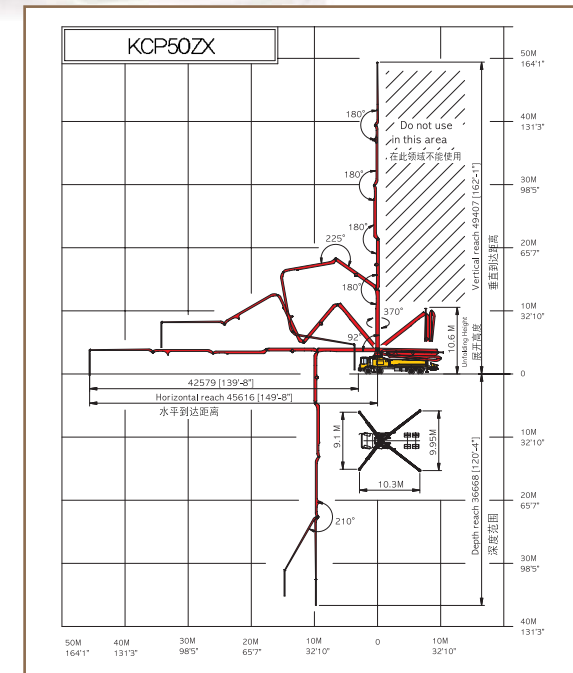 KCP50ZX
50M
164'1"
40M
131'3"
30M
98'5"
20M
65'7"
10M
32'10"
0
10M
32'10"
20M
65'7"
30M
98'5"
40M
131'3"
180°
Do not use
in this area
在此领域不能使用
180°
180°
225°
180°
370°
92°
Vertical reach 49407 [162'-1"]
垂直到达距离
10.6 M
Unfolding Height
展开高度
42579 [139'-8"]
Horizontal reach 45616 [149'-8"]
水平到达距离
9.1 M
9.95M
10.3M
Depth reach 36668 [120'-4"]
深度范围
210°
50M
164'1"
40M
131'3"
30M
98'5"
20M
65'7"
10M
32'10"
0
10M
32'10"